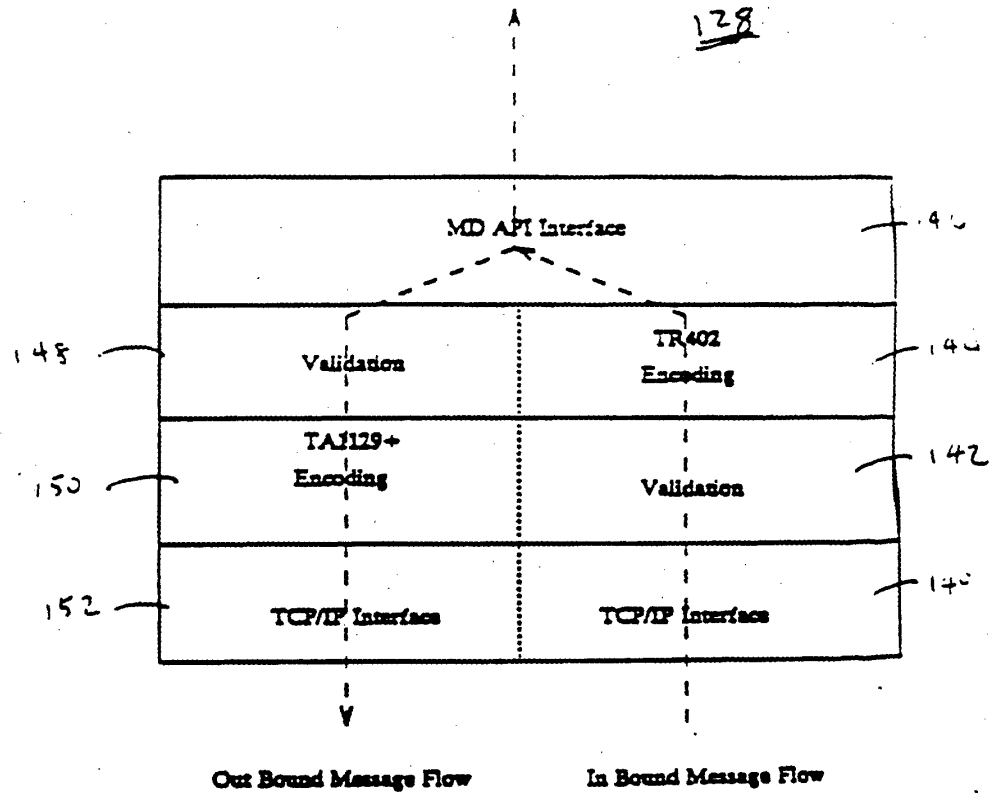 128
MD API Interface
148
Validation
TR402
Encoding
150
TA1129+
Encoding
142
Validation
152
TCP/IP Interface
TCP/IP Interface
Out Bound Message Flow
In Bound Message Flow